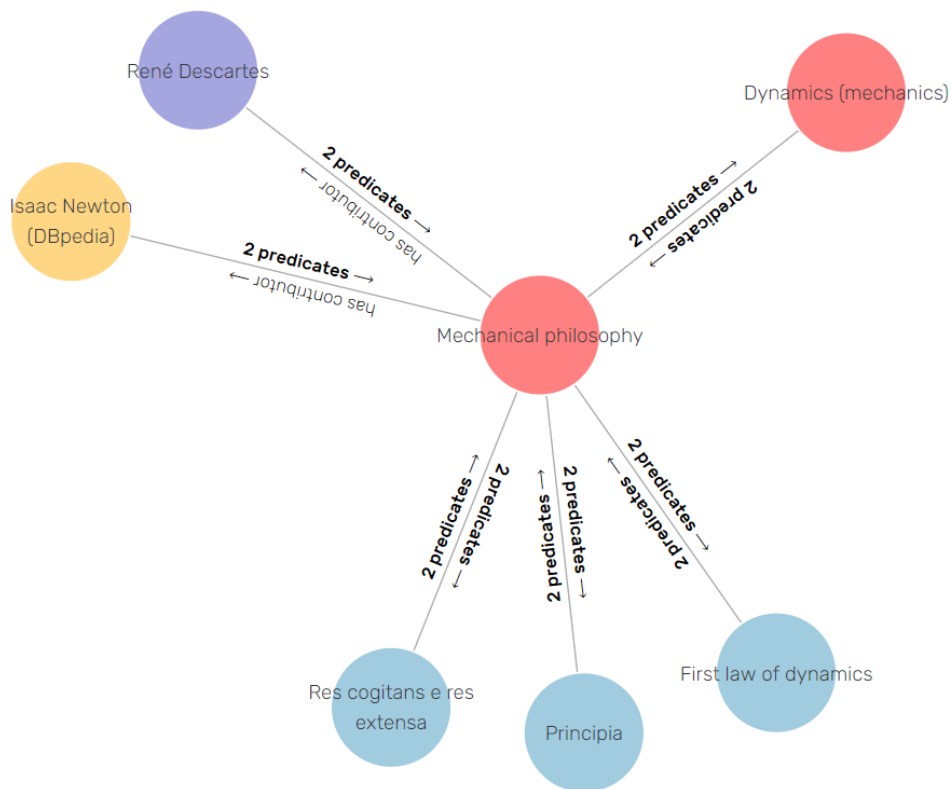 René Descartes
Dynamics (mechanics)
2 predicates →
has contributor →
2 predicates →
2 predicates →
Isaac Newton
(DBpedia)
2 predicates →
has contributor →
Mechanical philosophy
2 predicates →
2 predicates →
2 predicates →
2 predicates →
2 predicates →
2 predicates →
Res cogitans e res
extensa
Principia
First law of dynamics